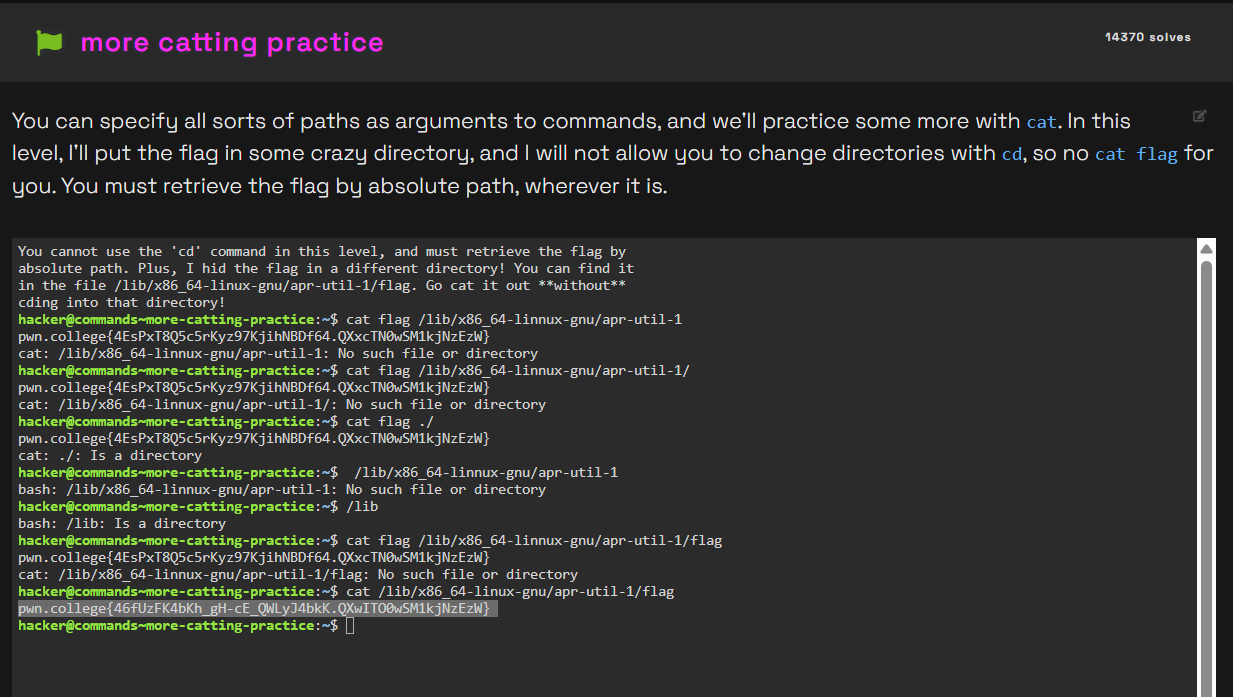 more catting practice
14370 solves
You can specify all sorts of paths as arguments to commands, and we'll practice some more with cat. In this
level, I'll put the flag in some crazy directory, and I will not allow you to change directories with cd, so no cat flag for
you. You must retrieve the flag by absolute path, wherever it is.
You cannot use the 'cd' command in this level, and must retrieve the flag by
absolute path. Plus, I hid the flag in a different directory! You can find it
in the file /lib/x86_64-linux-gnu/apr-util-1/flag. Go cat it out **without**
cding into that directory!
hacker@commands~more-catting-practice:~$ cat flag /lib/x86_64-linnux-gnu/apr-util-1
pwn.college{4EsPxT8Q5c5rKyz97KjihNBDf64.QXxcTN0wSM1kjNzEzW}
cat: /lib/x86_64-linnux-gnu/apr-util-1: No such file or directory
hacker@commands~more-catting-practice:~$ cat flag /lib/x86_64-linnux-gnu/apr-util-1/
pwn.college{4EsPxT8Q5c5rKyz97KjihNBDf64.QXxcTN0wSM1kjNzEzW}
cat: /lib/x86_64-linnux-gnu/apr-util-1/: No such file or directory
hacker@commands~more-catting-practice:~$ cat flag ./
pwn.college{4EsPxT8Q5c5rKyz97KjihNBDf64.QXxcTN0wSM1kjNzEzW}
cat: ./: Is a directory
hacker@commands~more-catting-practice:~$  /lib/x86_64-linnux-gnu/apr-util-1
bash: /lib/x86_64-linnux-gnu/apr-util-1: No such file or directory
hacker@commands~more-catting-practice:~$ /lib
bash: /lib: Is a directory
hacker@commands~more-catting-practice:~$ cat flag /lib/x86_64-linnux-gnu/apr-util-1/flag
pwn.college{4EsPxT8Q5c5rKyz97KjihNBDf64.QXxcTN0wSM1kjNzEzW}
cat: /lib/x86_64-linnux-gnu/apr-util-1/flag: No such file or directory
hacker@commands~more-catting-practice:~$ cat /lib/x86_64-linux-gnu/apr-util-1/flag
pwn.college{46fUzFK4bKh_gH-cE_QWLyJ4bkK.QXwITO0wSM1kjNzEzW}
hacker@commands~more-catting-practice:~$